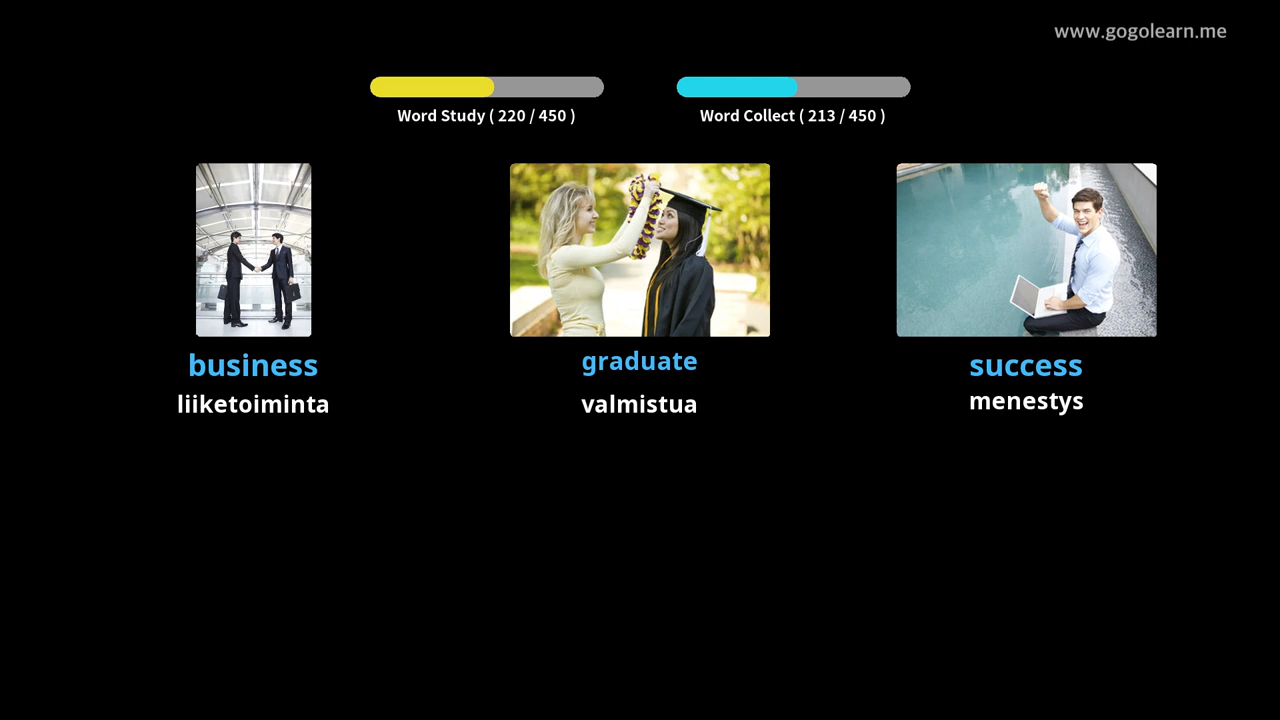 www.gogolearn.me
Word Study ( 220 / 450 )
Word Collect ( 213 / 450 )
business
liiketoiminta
graduate
valmistua
success
menestys